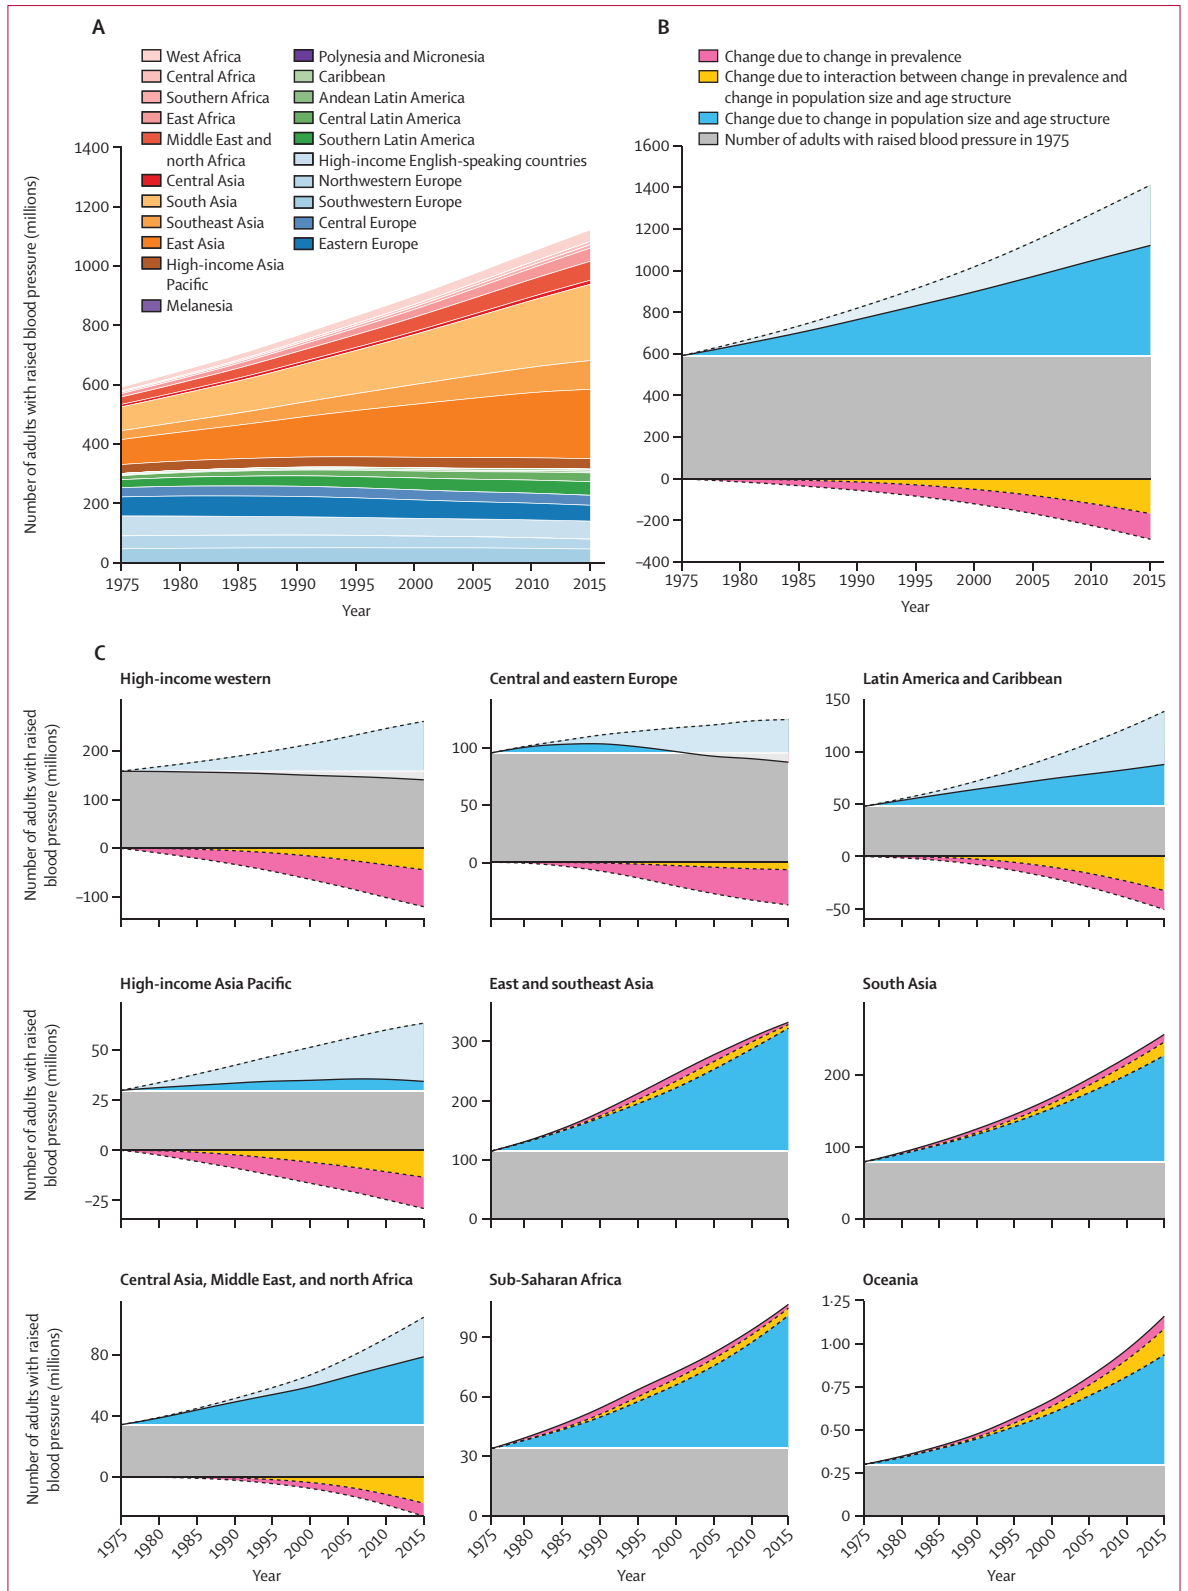 A
West Africa
Central Africa
Southern Africa
East Africa
Middle East and
north Africa
Central Asia
South Asia
Southeast Asia
East Asia
High-income Asia
Pacific
Melanesia
Polynesia and Micronesia
Caribbean
Andean Latin America
Central Latin America
Southern Latin America
High-income English-speaking countries
Northwestern Europe
Southwestern Europe
Central Europe
Eastern Europe
Number of adults with raised blood pressure (millions)
1400
1200
1000
800
600
400
200
0
1975 1980 1985 1990 1995 2000 2005 2010 2015
Year
B
Change due to change in prevalence
Change due to interaction between change in prevalence and
change in population size and age structure
Change due to change in population size and age structure
Number of adults with raised blood pressure in 1975
1600
1400
1200
1000
800
600
400
200
0
−200
−400
1975 1980 1985 1990 1995 2000 2005 2010 2015
Year
C
High-income western
Number of adults with raised
blood pressure (millions)
200
100
0
−100
Central and eastern Europe
100
50
0
Latin America and Caribbean
150
100
50
0
−50
High-income Asia Pacific
Number of adults with raised
blood pressure (millions)
50
25
0
−25
East and southeast Asia
300
200
100
0
South Asia
200
100
0
Central Asia, Middle East, and north Africa
Number of adults with raised
blood pressure (millions)
80
40
0
1975 1980 1985 1990 1995 2000 2005 2010 2015
Year
Sub-Saharan Africa
90
60
30
0
1975 1980 1985 1990 1995 2000 2005 2010 2015
Year
Oceania
1·25
1·00
0·75
0·50
0·25
0
1975 1980 1985 1990 1995 2000 2005 2010 2015
Year